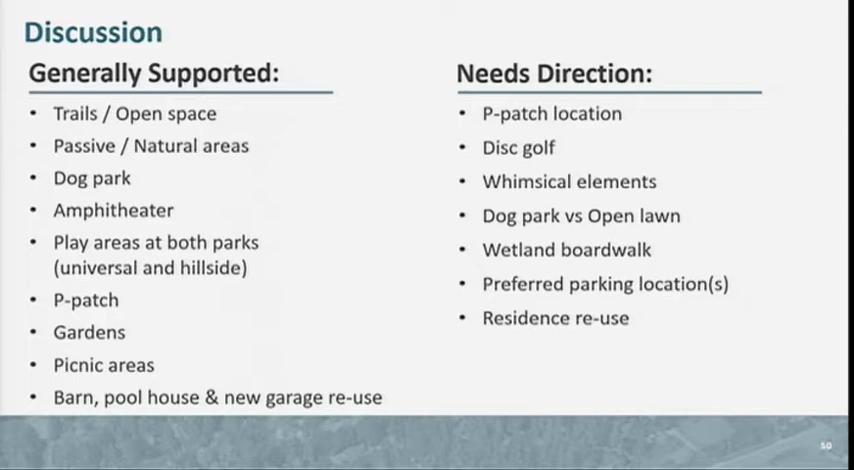 Discussion
Generally Supported:
• Trails / Open space
• Passive / Natural areas
• Dog park
• Amphitheater
• Play areas at both parks
(universal and hillside)
• P-patch
• Gardens
• Picnic areas
• Barn, pool house & new garage re-use
Needs Direction:
• P-patch location
• Disc golf
• Whimsical elements
• Dog park vs Open lawn
• Wetland boardwalk
• Preferred parking location(s)
• Residence re-use
50